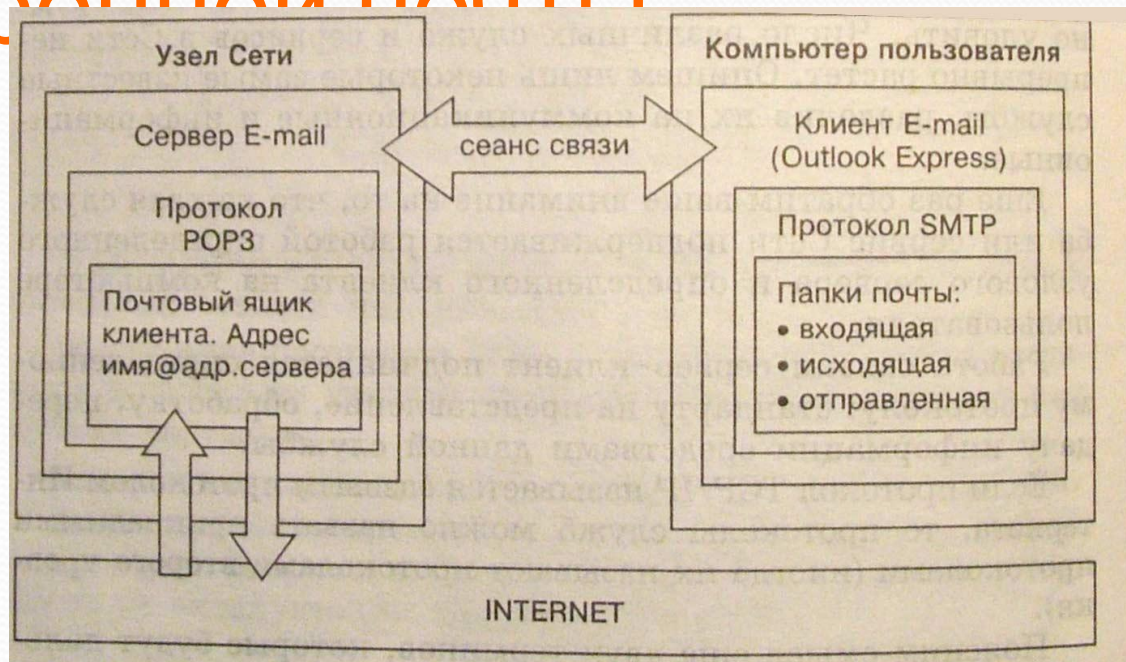 Узел Сети
Сервер E-mail
Протокол
POP3
Почтовый ящик
клиента. Адрес
имя@адр.сервера
сеанс связи
Компьютер пользователя
Клиент E-mail
(Outlook Express)
Протокол SMTP
Папки почты:
• входящая
• исходящая
• отправленная
INTERNET